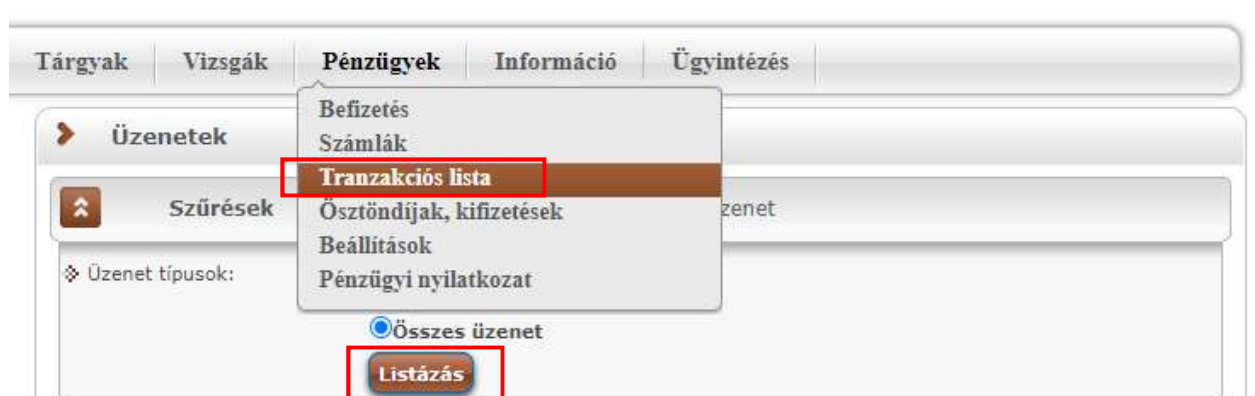 Tárgyak Vizsgák Pénzügyek Információ Ügyintézés
Befizetés
Üzenetek
Számlák
Tranzakciós lista
Szűrések
Ösztöndíjak, kifizetések
zenet
Beállítások
Üzenet típusok:
Pénzügyi nyilatkozat
Összes üzenet
Listázás